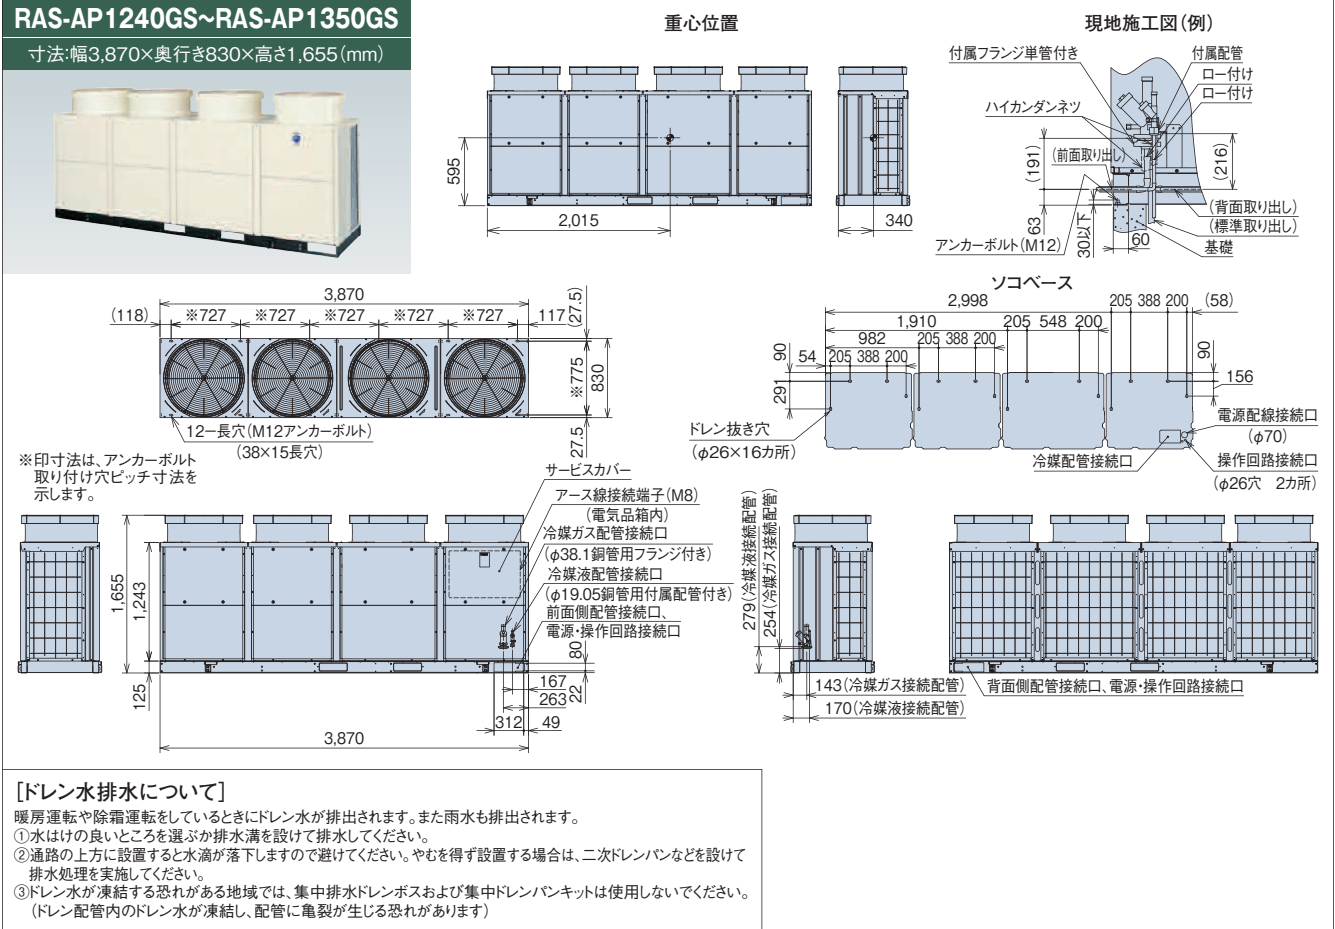 RAS-AP1240GS~RAS-AP1350GS
寸法:幅3,870×奥行き830×高さ1,655(mm)
重心位置
595
2,015
340
現地施工図(例)
付属フランジ単管付き
付属配管
ロー付け
ロー付け
ハイカンダンネツ
(191)
(前面取り出し)
(216)
63
30以下
(背面取り出し)
(標準取り出し)
アンカーボルト(M12)
60
基礎
3,870
(118)
※727
※727
※727
※727
※727
117
(27.5)
※775
830
27.5
12-長穴(M12アンカーボルト)
(38×15長穴)
※印寸法は、アンカーボルト
取り付け穴ピッチ寸法を
示します。
ソコベース
2,998
205 388 200
(58)
1,910
205 548 200
982
205 388 200
90
54
205 388 200
291
90
156
ドレン抜き穴
(φ26×16カ所)
電源配線接続口
(φ70)
冷媒配管接続口
操作回路接続口
(φ26穴 2カ所)
サービスカバー
アース線接続端子(M8)
(電気品箱内)
冷媒ガス配管接続口
(φ38.1銅管用フランジ付き)
冷媒液配管接続口
(φ19.05銅管用付属配管付き)
前面側配管接続口、
電源・操作回路接続口
1,655
1,243
125
80
22
167
263
312
49
3,870
279(冷媒液接続配管)
254(冷媒ガス接続配管)
143(冷媒ガス接続配管)
170(冷媒液接続配管)
背面側配管接続口、電源・操作回路接続口
[ドレン水排水について]
暖房運転や除霜運転をしているときにドレン水が排出されます。また雨水も排出されます。
①水はけの良いところを選ぶか排水溝を設けて排水してください。
②通路の上方に設置すると水滴が落下しますので避けてください。やむを得ず設置する場合は、二次ドレンパンなどを設けて
排水処理を実施してください。
③ドレン水が凍結する恐れがある地域では、集中排水ドレンボスおよび集中ドレンパンキットは使用しないでください。
(ドレン配管内のドレン水が凍結し、配管に亀裂が生じる恐れがあります)